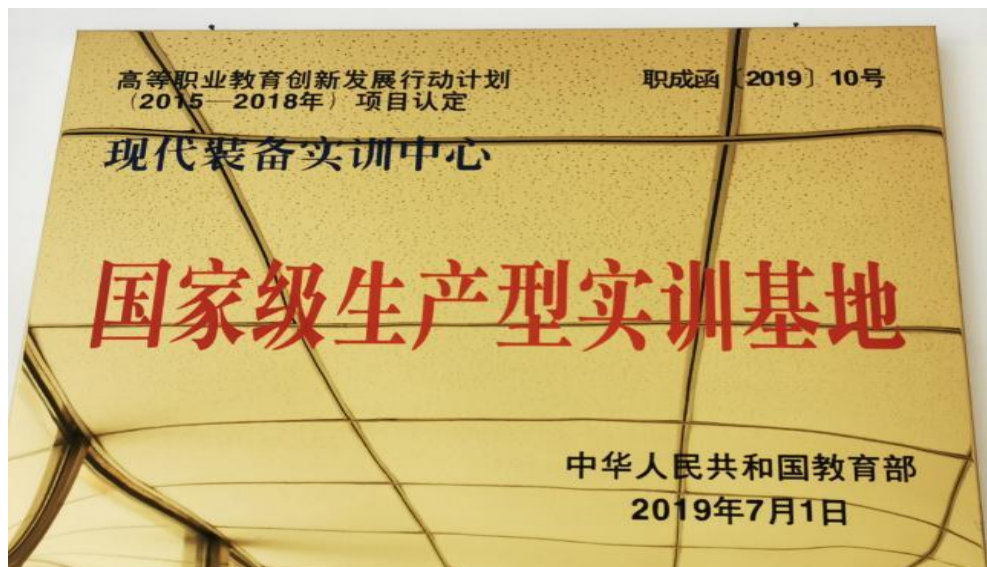 高等职业教育创新发展行动计划
（2015—2018年）项目认定
职成函〔2019〕10号
现代装备实训中心
国家级生产型实训基地
中华人民共和国教育部
2019年7月1日